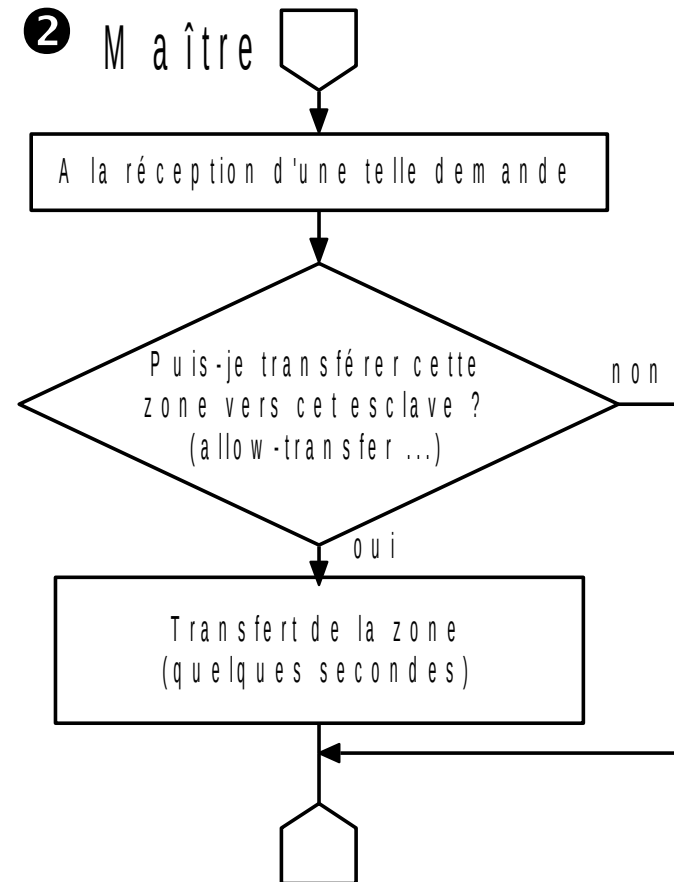 ❷ Maître
A la réception d'une telle demande
Puis-je transférer cette
zone vers cet esclave ?
(allow-transfer ...)
non
oui
Transfert de la zone
(quelques secondes)